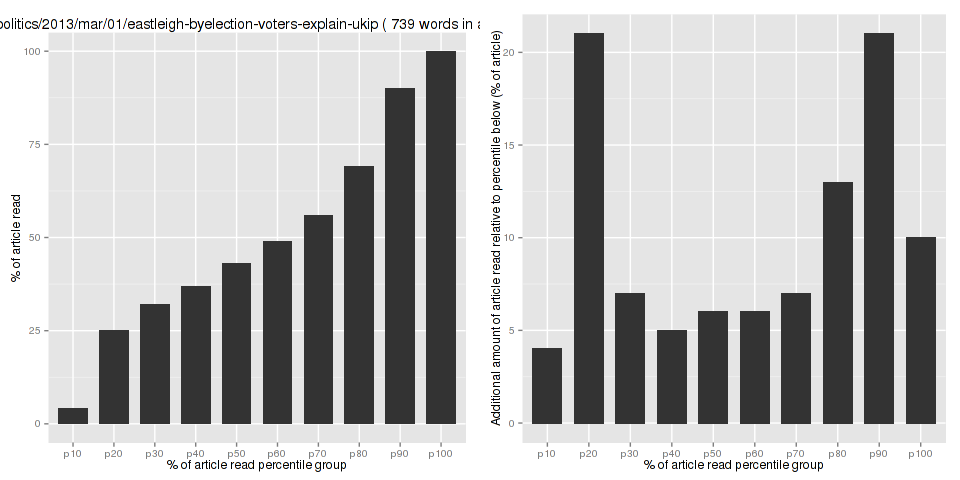 politics/2013/mar/01/eastleigh-byelection-voters-explain-ukip ( 739 words in a
% of article read
100
75
50
25
0
p10 p20 p30 p40 p50 p60 p70 p80 p90 p100
% of article read percentile group
Additional amount of article read relative to percentile below (% of article)
20
15
10
5
0
p10 p20 p30 p40 p50 p60 p70 p80 p90 p100
% of article read percentile group